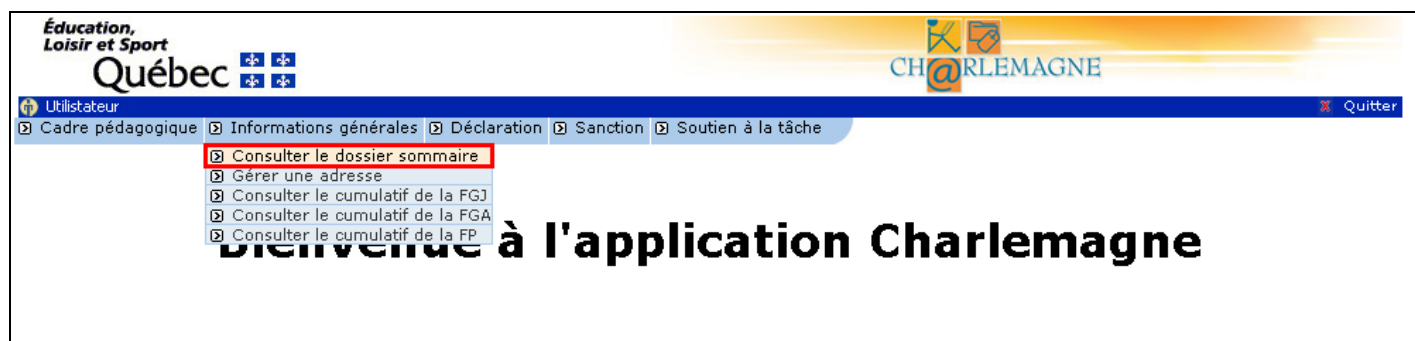 Éducation,
Loisir et Sport
Québec
CH@RLEMAGNE
Utilistateur
Quitter
Cadre pédagogique Informations générales Déclaration Sanction Soutien à la tâche
Consulter le dossier sommaire
Gérer une adresse
Consulter le cumulatif de la FGJ
Consulter le cumulatif de la FGA
Consulter le cumulatif de la FP
Bienvenue à l'application Charlemagne